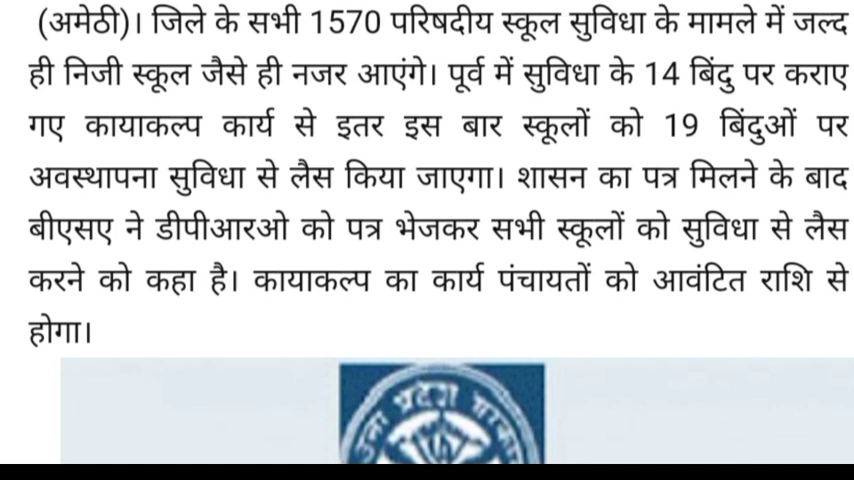 (अमेठी)। जिले के सभी 1570 परिषदीय स्कूल सुविधा के मामले में जल्द
ही निजी स्कूल जैसे ही नजर आएंगे। पूर्व में सुविधा के 14 बिंदु पर कराए
गए कायाकल्प कार्य से इतर इस बार स्कूलों को 19 बिंदुओं पर
अवस्थापना सुविधा से लैस किया जाएगा। शासन का पत्र मिलने के बाद
बीएसए ने डीपीआरओ को पत्र भेजकर सभी स्कूलों को सुविधा से लैस
करने को कहा है। कायाकल्प का कार्य पंचायतों को आवंटित राशि से
होगा।
प्रदेश